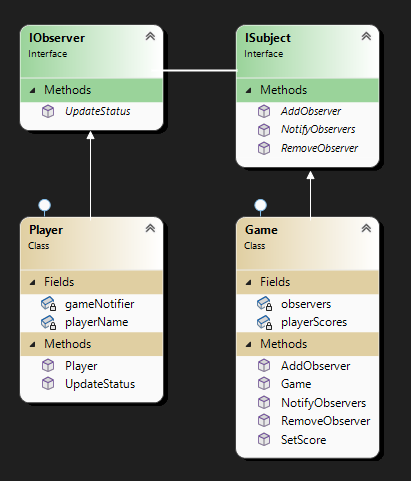 IObserver
Interface
Methods
UpdateStatus
ISubject
Interface
Methods
AddObserver
NotifyObservers
RemoveObserver
Player
Class
Fields
gameNotifier
playerName
Methods
Player
UpdateStatus
Game
Class
Fields
observers
playerScores
Methods
AddObserver
Game
NotifyObservers
RemoveObserver
SetScore